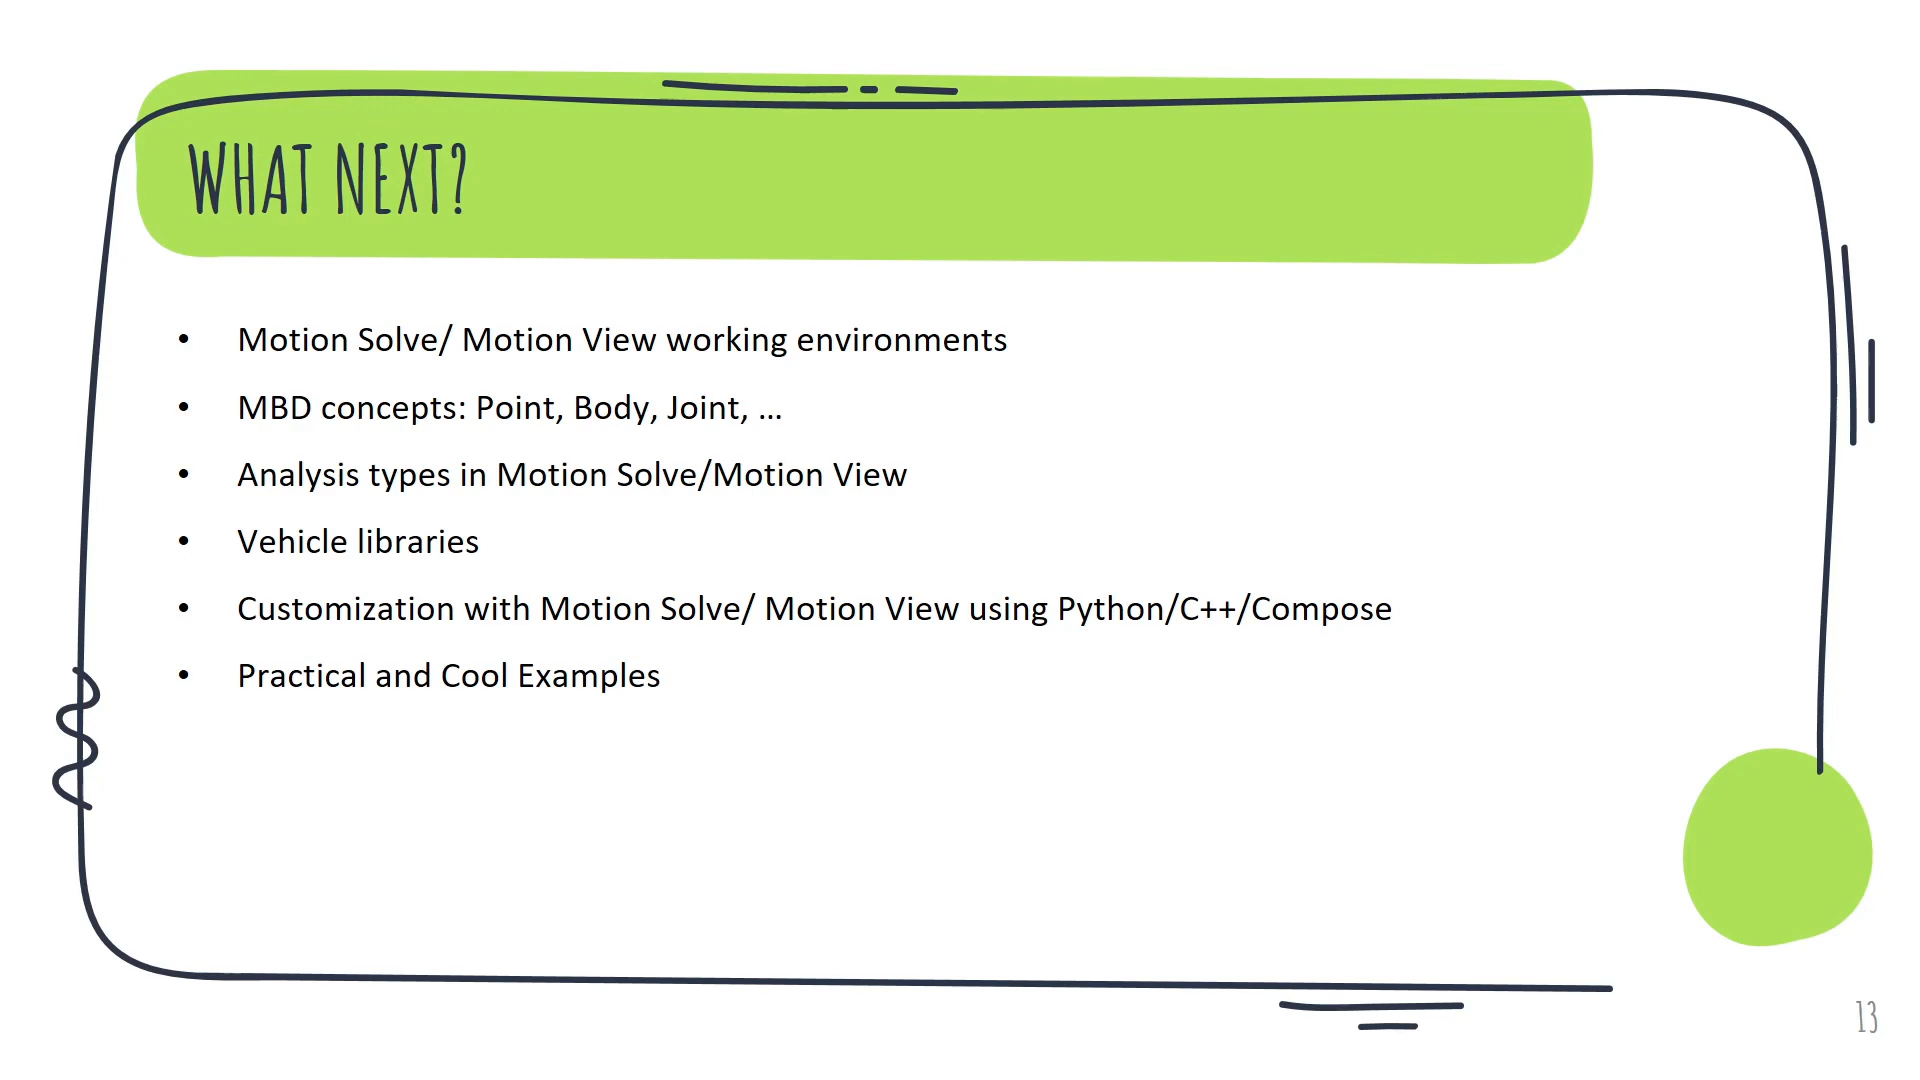 WHAT NEXT?
• Motion Solve/ Motion View working environments
• MBD concepts: Point, Body, Joint, ...
• Analysis types in Motion Solve/Motion View
• Vehicle libraries
• Customization with Motion Solve/ Motion View using Python/C++/Compose
• Practical and Cool Examples
13